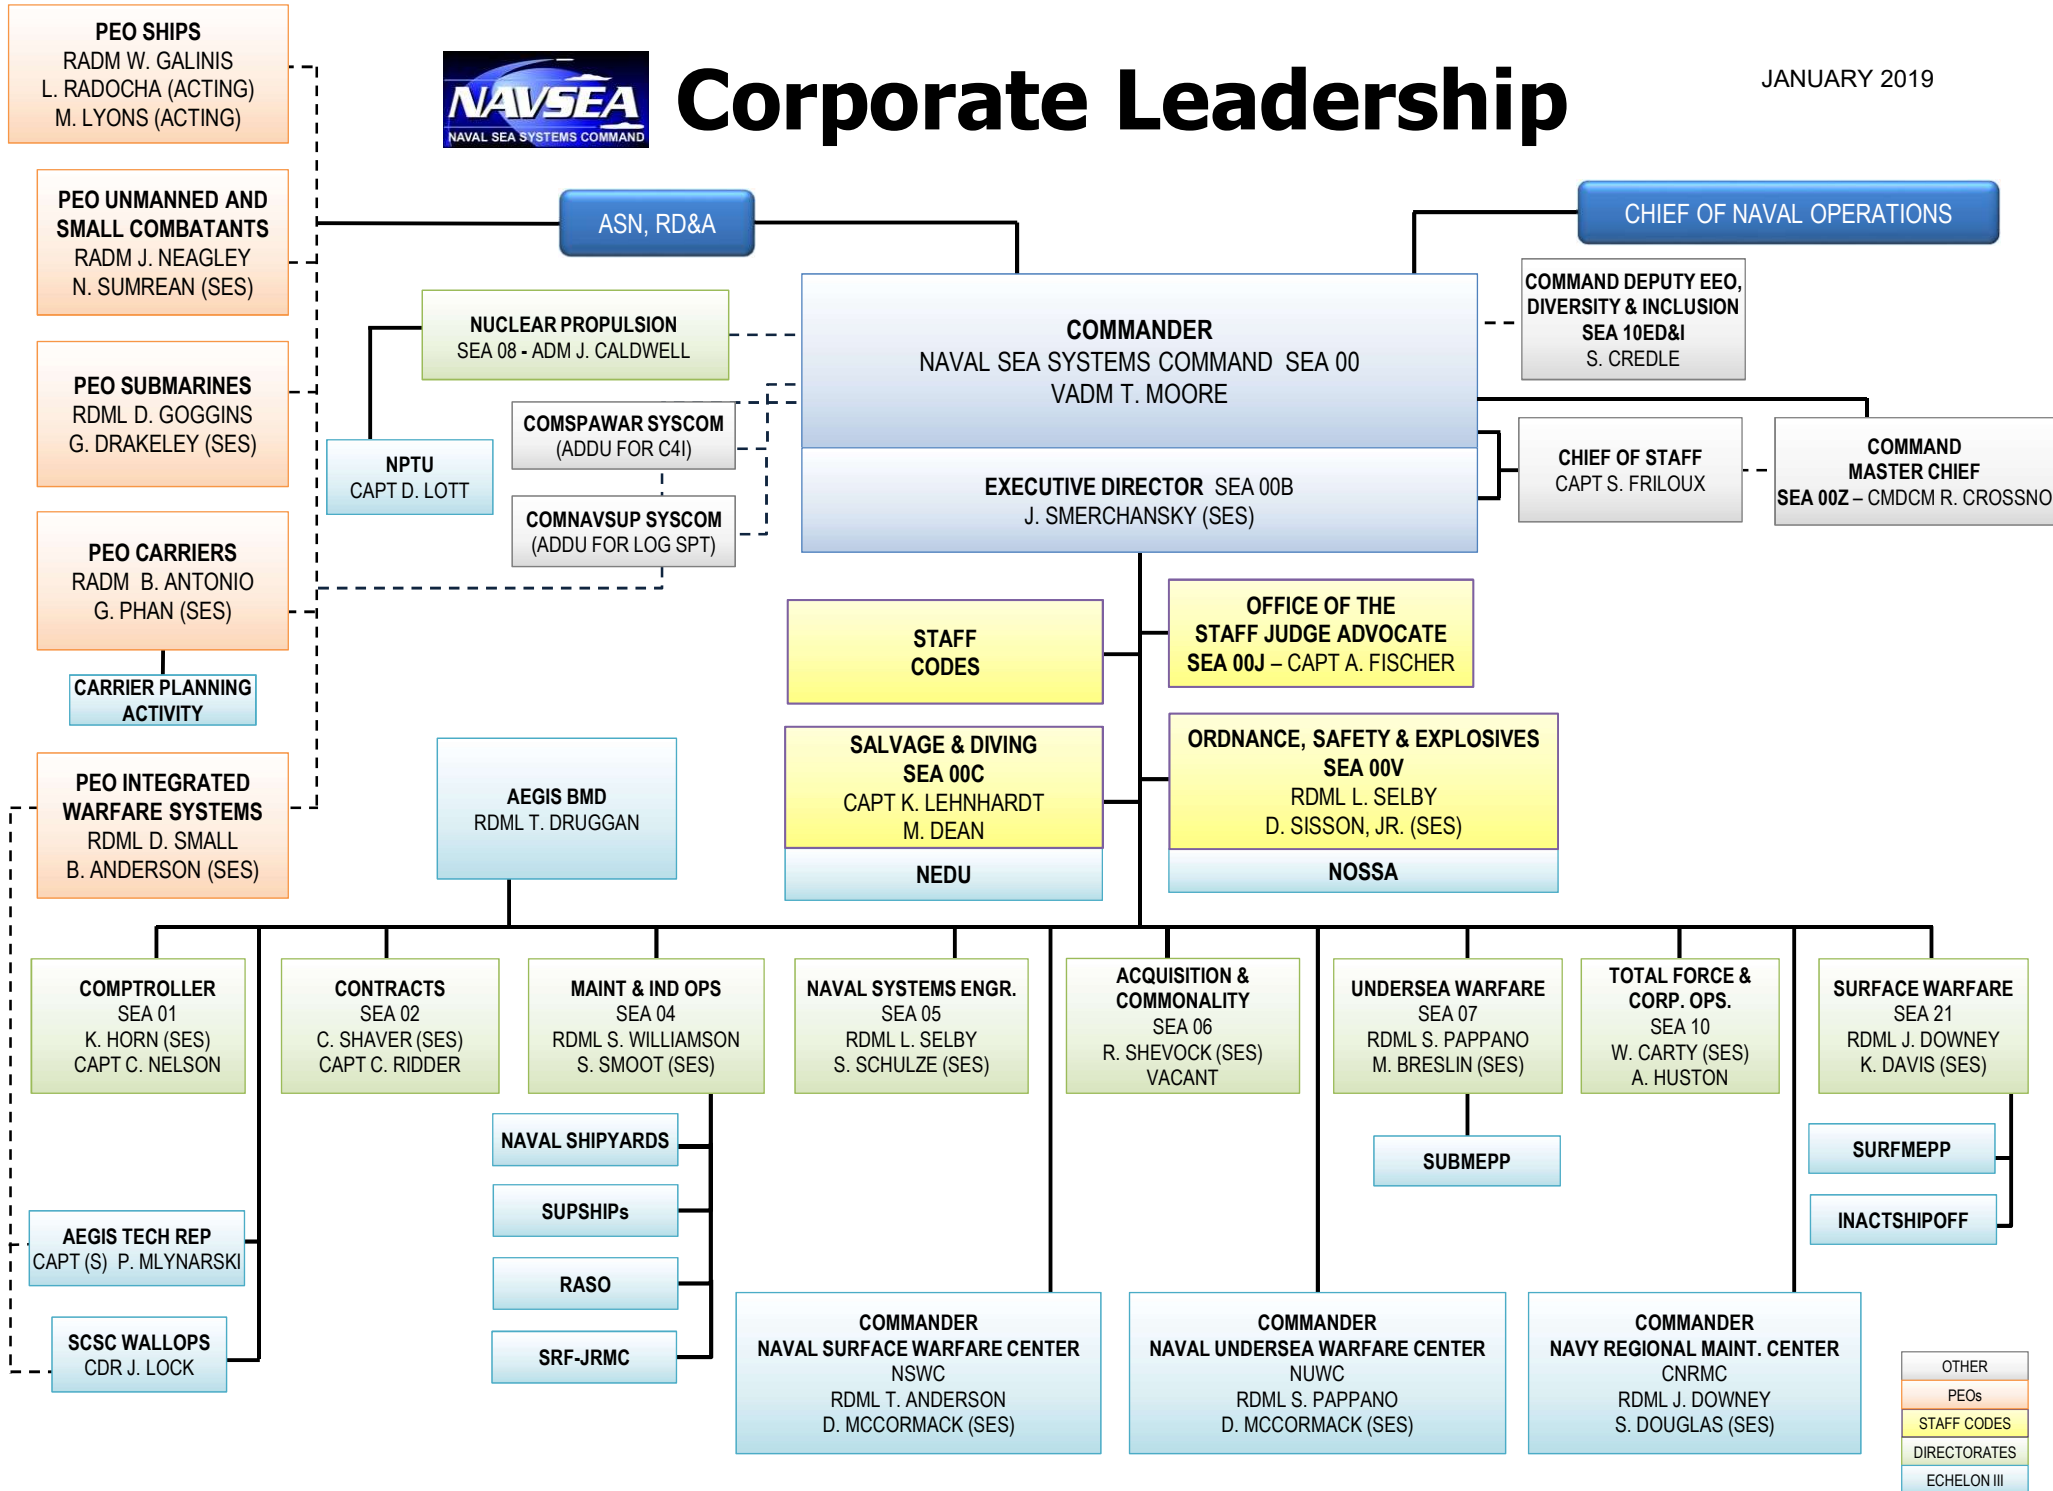 NAVSEA
NAVAL SEA SYSTEMS COMMAND
Corporate Leadership
JANUARY 2019
PEO SHIPS
RADM W. GALINIS
L. RADOCHA (ACTING)
M. LYONS (ACTING)
PEO UNMANNED AND
SMALL COMBATANTS
RADM J. NEAGLEY
N. SUMREAN (SES)
PEO SUBMARINES
RDML D. GOGGINS
G. DRAKELEY (SES)
PEO CARRIERS
RADM B. ANTONIO
G. PHAN (SES)
CARRIER PLANNING
ACTIVITY
PEO INTEGRATED
WARFARE SYSTEMS
RDML D. SMALL
B. ANDERSON (SES)
ASN, RD&A
CHIEF OF NAVAL OPERATIONS
NUCLEAR PROPULSION
SEA 08 - ADM J. CALDWELL
NPTU
CAPT D. LOTT
COMSPAWAR SYSCOM
(ADDU FOR C4I)
COMNAVSUP SYSCOM
(ADDU FOR LOG SPT)
COMMANDER
NAVAL SEA SYSTEMS COMMAND SEA 00
VADM T. MOORE
EXECUTIVE DIRECTOR SEA 00B
J. SMERCHANSKY (SES)
COMMAND DEPUTY EEO,
DIVERSITY & INCLUSION
SEA 10ED&I
S. CREDLE
CHIEF OF STAFF
CAPT S. FRILOUX
COMMAND
MASTER CHIEF
SEA 00Z – CMDCM R. CROSSNO
STAFF
CODES
OFFICE OF THE
STAFF JUDGE ADVOCATE
SEA 00J – CAPT A. FISCHER
SALVAGE & DIVING
SEA 00C
CAPT K. LEHNHARDT
M. DEAN
NEDU
ORDNANCE, SAFETY & EXPLOSIVES
SEA 00V
RDML L. SELBY
D. SISSON, JR. (SES)
NOSSA
AEGIS BMD
RDML T. DRUGGAN
COMPTROLLER
SEA 01
K. HORN (SES)
CAPT C. NELSON
CONTRACTS
SEA 02
C. SHAVER (SES)
CAPT C. RIDDER
MAINT & IND OPS
SEA 04
RDML S. WILLIAMSON
S. SMOOT (SES)
NAVAL SYSTEMS ENGR.
SEA 05
RDML L. SELBY
S. SCHULZE (SES)
ACQUISITION &
COMMONALITY
SEA 06
R. SHEVOCK (SES)
VACANT
UNDERSEA WARFARE
SEA 07
RDML S. PAPPANO
M. BRESLIN (SES)
TOTAL FORCE &
CORP. OPS.
SEA 10
W. CARTY (SES)
A. HUSTON
SURFACE WARFARE
SEA 21
RDML J. DOWNEY
K. DAVIS (SES)
NAVAL SHIPYARDS
SUPSHIPs
RASO
SRF-JRMC
SUBMEPP
SURFMEPP
INACTSHIPOFF
AEGIS TECH REP
CAPT (S) P. MLYNARSKI
SCSC WALLOPS
CDR J. LOCK
COMMANDER
NAVAL SURFACE WARFARE CENTER
NSWC
RDML T. ANDERSON
D. MCCORMACK (SES)
COMMANDER
NAVAL UNDERSEA WARFARE CENTER
NUWC
RDML S. PAPPANO
D. MCCORMACK (SES)
COMMANDER
NAVY REGIONAL MAINT. CENTER
CNRMC
RDML J. DOWNEY
S. DOUGLAS (SES)
OTHER
PEOs
STAFF CODES
DIRECTORATES
ECHELON III